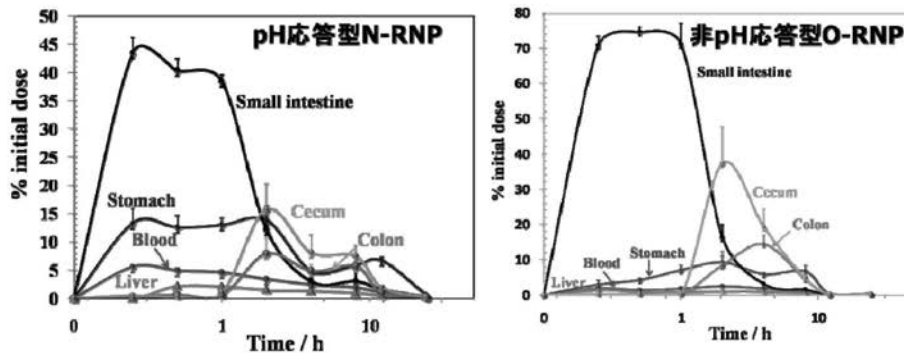 pH応答型N-RNP
50
45
40
35
30
25
20
15
10
5
0
% initial dose
Small intestine
Stomach
Blood
Liver
Cecum
Colon
0
1
10
Time / h
非pH応答型O-RNP
80
70
60
50
40
30
20
10
0
% initial dose
Small intestine
Cecum
Colon
Stomach
Blood
Liver
0
1
10
Time / h